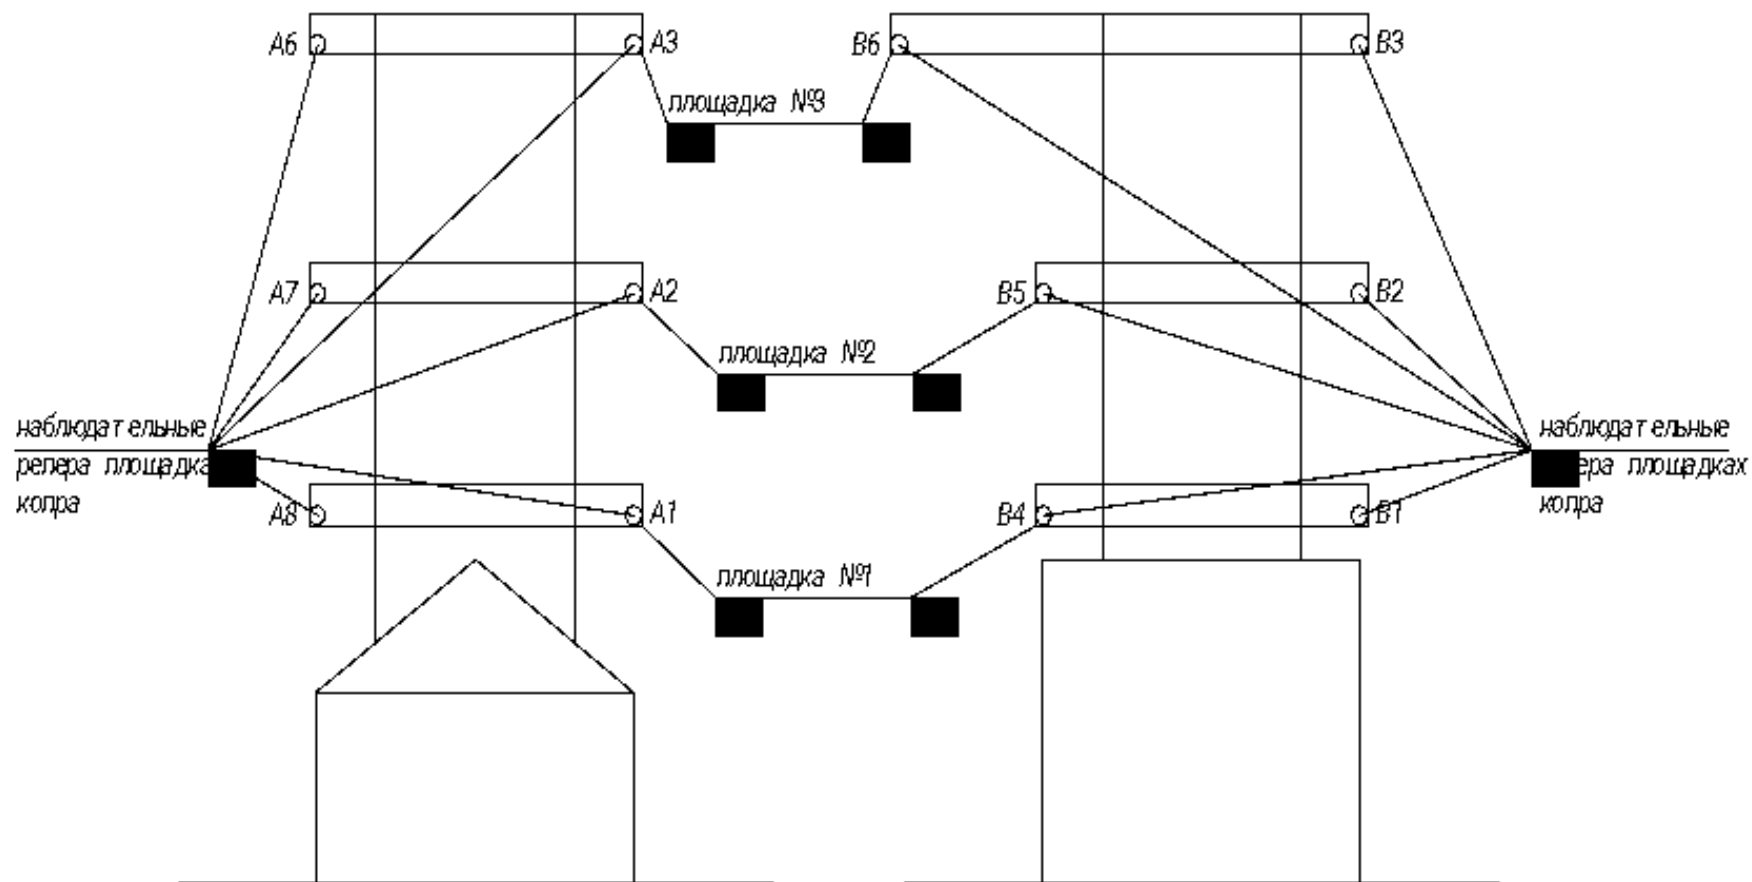 А6 А3 В6 В3
площадка №3
А7 А2 В5 В2
площадка №2
наблюдательные
репера площадка
копра
наблюдательные
ера площадках
копра
А8 А1 В4 В1
площадка №1